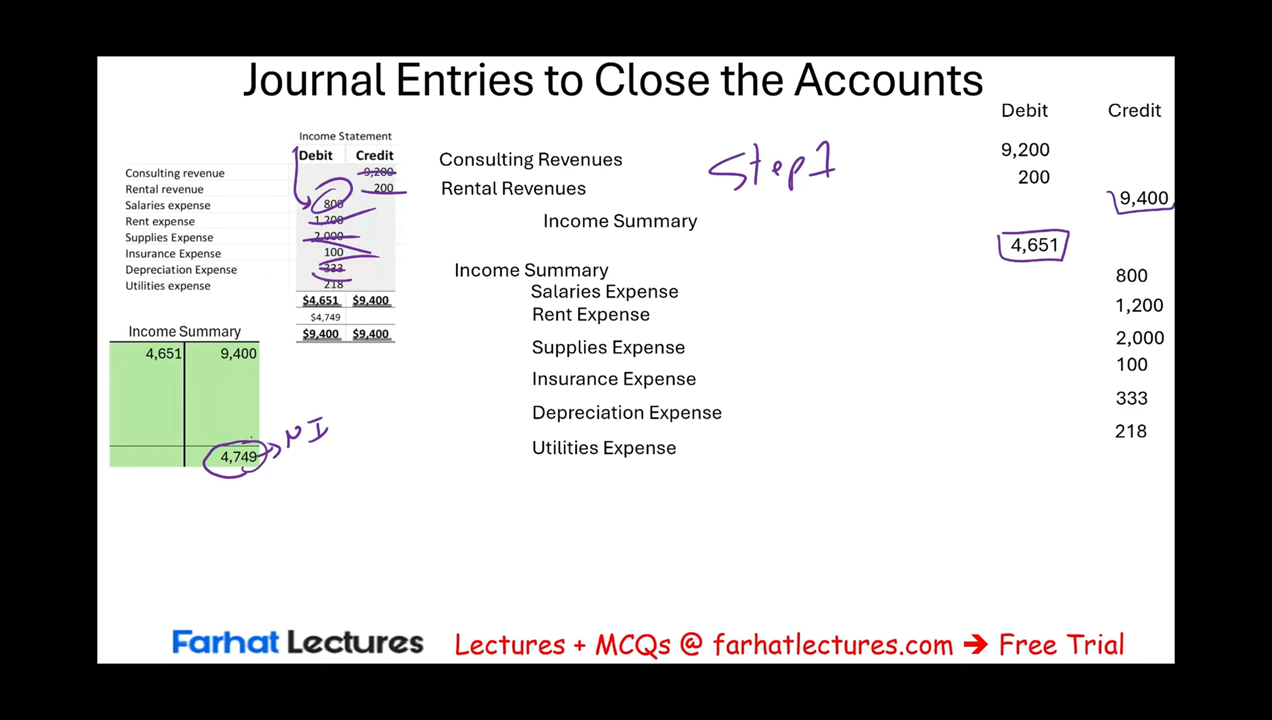 Journal Entries to Close the Accounts
Debit Credit
Income Statement
Debit Credit
Consulting revenue 9,200
Rental revenue 200
Salaries expense 800
Rent expense 1,200
Supplies Expense 2,000
Insurance Expense 100
Depreciation Expense 333
Utilities expense 218
$4,651 $9,400
$4,749
$9,400 $9,400
Income Summary
4,651 9,400
4,749
NI
Step 1
Consulting Revenues 9,200
Rental Revenues 200
Income Summary 9,400
Income Summary 4,651
Salaries Expense 800
Rent Expense 1,200
Supplies Expense 2,000
Insurance Expense 100
Depreciation Expense 333
Utilities Expense 218
Farhat Lectures
Lectures + MCQs @ farhatlectures.com → Free Trial